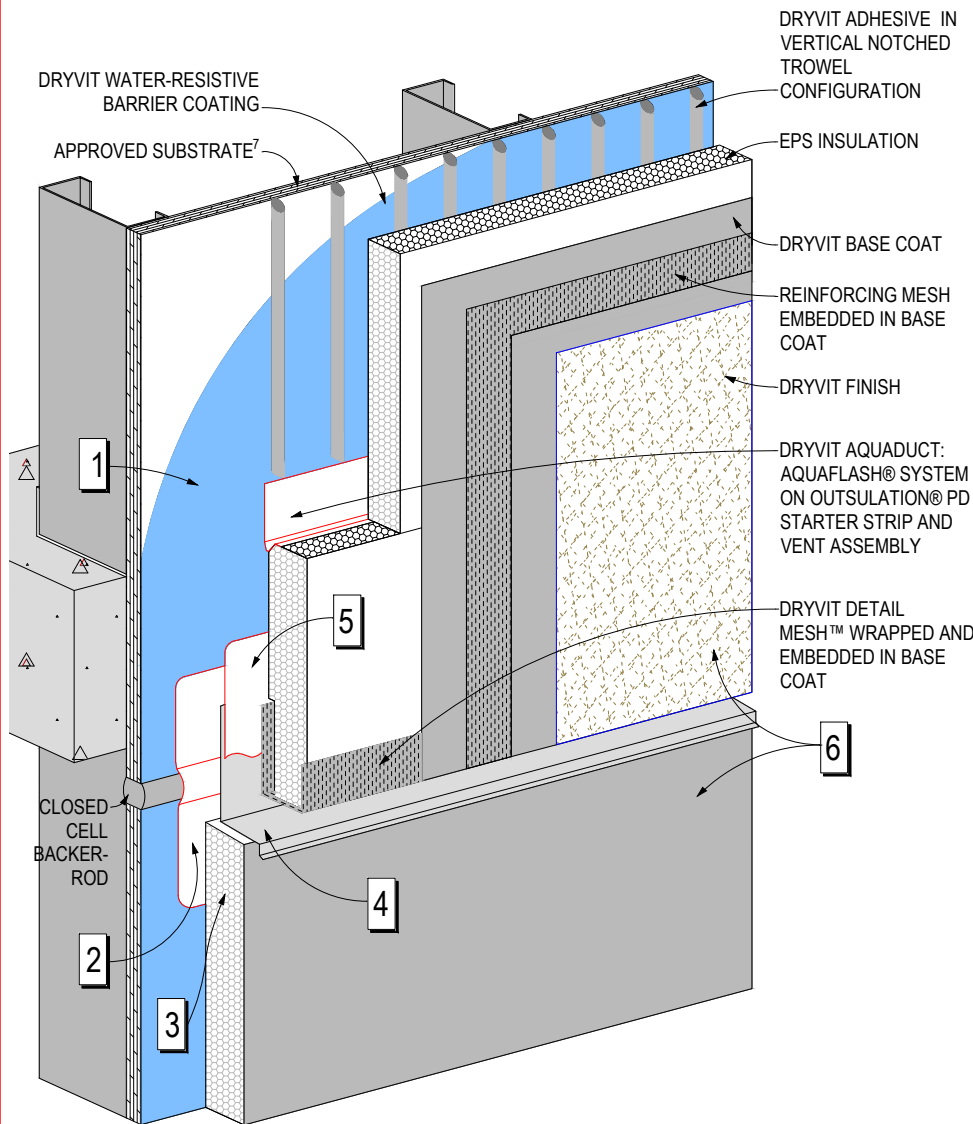 DRYVIT ADHESIVE IN
VERTICAL NOTCHED
TROWEL
CONFIGURATION
DRYVIT WATER-RESISTIVE
BARRIER COATING
APPROVED SUBSTRATE7
EPS INSULATION
DRYVIT BASE COAT
REINFORCING MESH
EMBEDDED IN BASE
COAT
DRYVIT FINISH
DRYVIT AQUADUCT:
AQUAFLASH® SYSTEM
ON OUTSULATION® PD
STARTER STRIP AND
VENT ASSEMBLY
1
5
DRYVIT DETAIL
MESH™ WRAPPED AND
EMBEDDED IN BASE
COAT
6
CLOSED
CELL
BACKER-
ROD
4
2
3